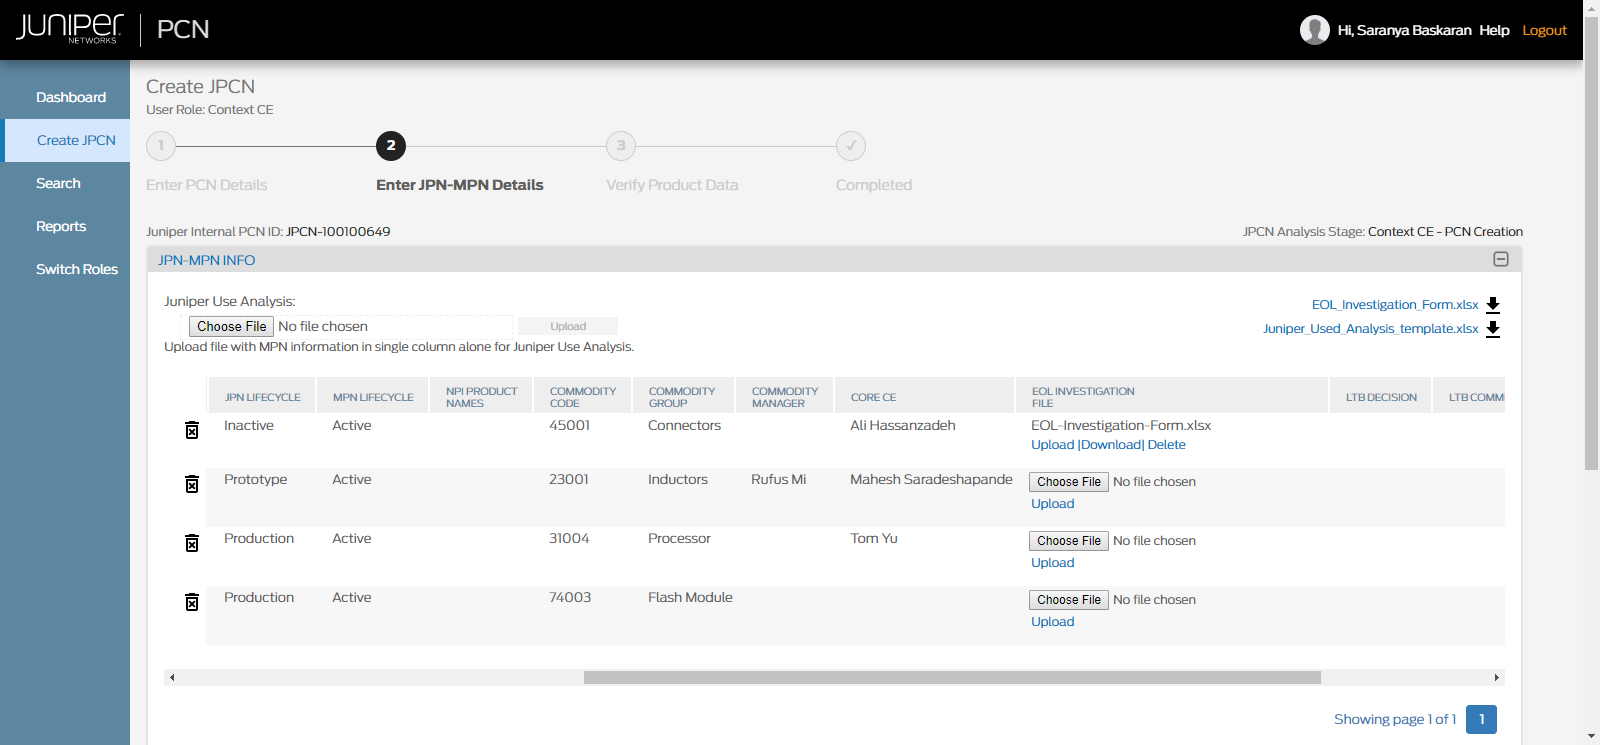 JUNIPER NETWORKS PCN
Hi, Saranya Baskaran Help Logout
Dashboard
Create JPCN
Search
Reports
Switch Roles
Create JPCN
User Role: Context CE
1 2 3 ✓
Enter PCN Details Enter JPN-MPN Details Verify Product Data Completed
Juniper Internal PCN ID: JPCN-100100649 JPCN Analysis Stage: Context CE - PCN Creation
JPN-MPN INFO
Juniper Use Analysis:
Choose File No file chosen Upload
Upload file with MPN information in single column alone for Juniper Use Analysis.
EOL_Investigation_Form.xlsx
Juniper_Used_Analysis_template.xlsx
JPN LIFECYCLE MPN LIFECYCLE NPI PRODUCT NAMES COMMODITY CODE COMMODITY GROUP COMMODITY MANAGER CORE CE EOL INVESTIGATION FILE LTB DECISION LTB COMM
Inactive Active 45001 Connectors Ali Hassanzadeh EOL-Investigation-Form.xlsx
Upload |Download| Delete
Prototype Active 23001 Inductors Rufus Mi Mahesh Saradeshapande Choose File No file chosen
Upload
Production Active 31004 Processor Tom Yu Choose File No file chosen
Upload
Production Active 74003 Flash Module Choose File No file chosen
Upload
Showing page 1 of 1 1